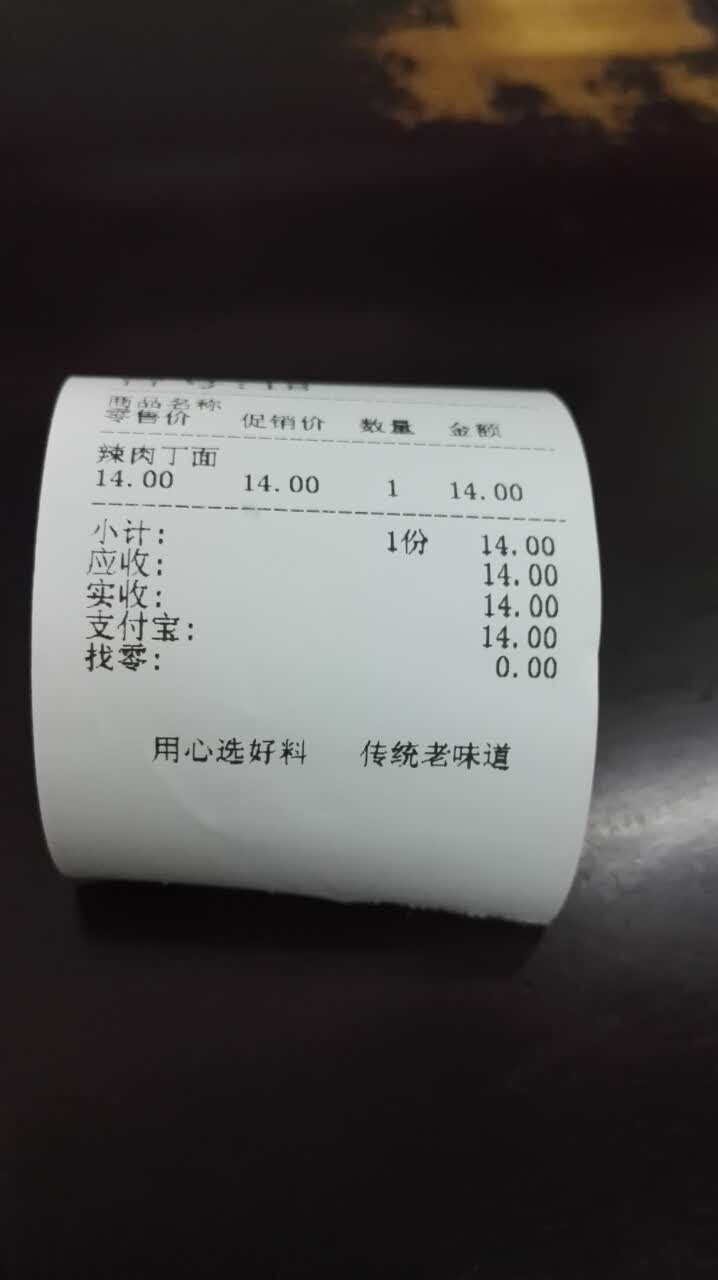 商品名称
零售价 促销价 数量 金额
辣肉丁面
14.00 14.00 1 14.00
小计: 1份 14.00
应收: 14.00
实收: 14.00
支付宝: 14.00
找零: 0.00
用心选好料 传统老味道